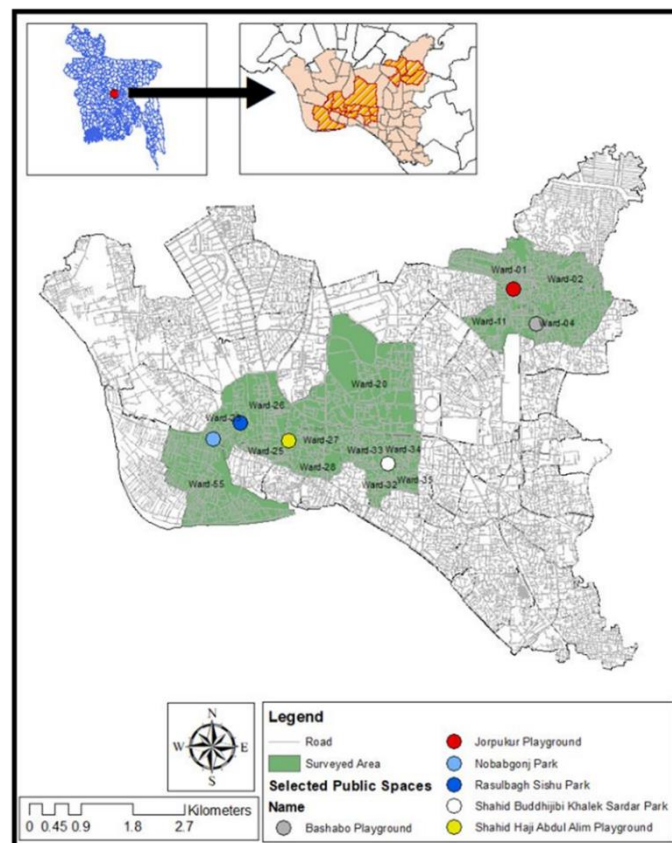 Ward-01
Ward-02
Ward-11
Ward-04
Ward-20
Ward-26
Ward-25
Ward-27
Ward-33
Ward-34
Ward-28
Ward-55
Ward-32
Ward-35
N
W E
S
Legend
Road
Surveyed Area
Selected Public Spaces
Name
Bashabo Playground
Jorpukur Playground
Nobabgonj Park
Rasulbagh Sishu Park
Shahid Buddhijibi Khalek Sardar Park
Shahid Haji Abdul Alim Playground
Kilometers
0 0.45 0.9 1.8 2.7